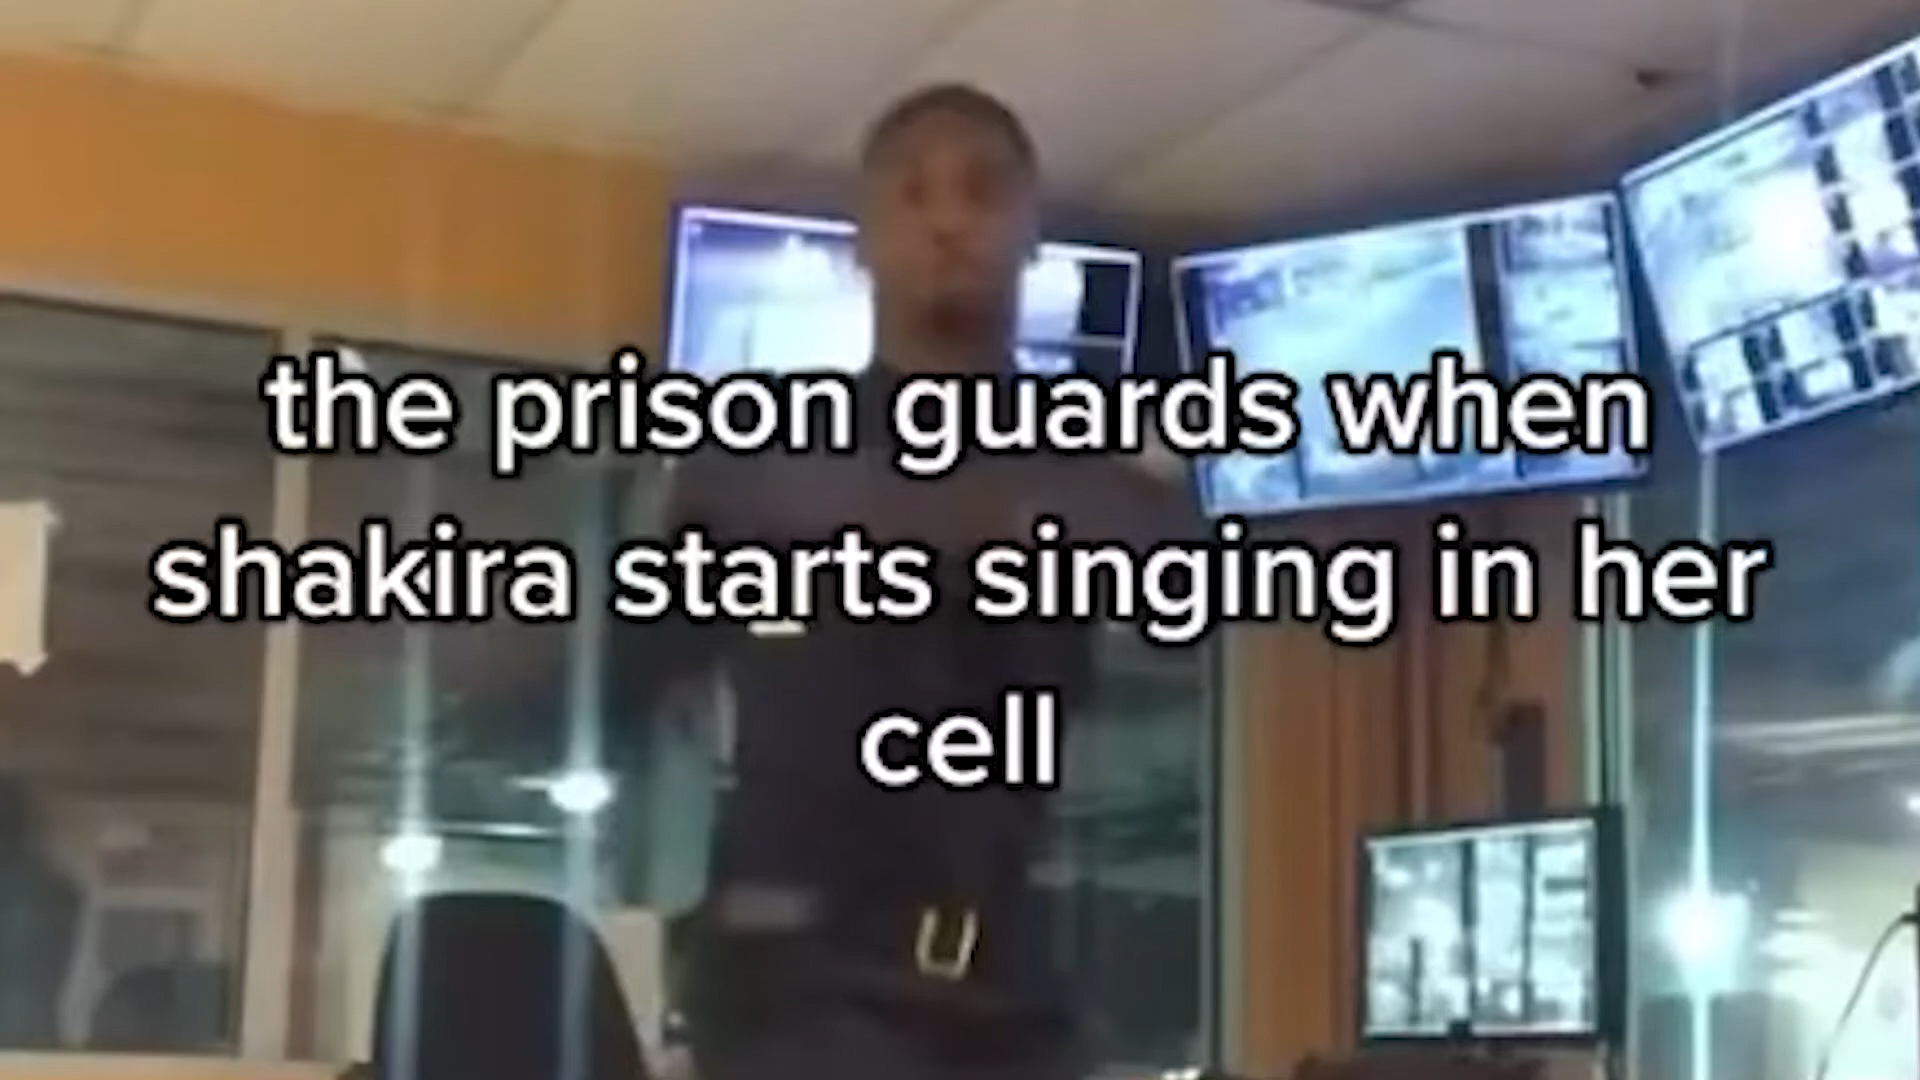 the prison guards when
shakira starts singing in her
cell